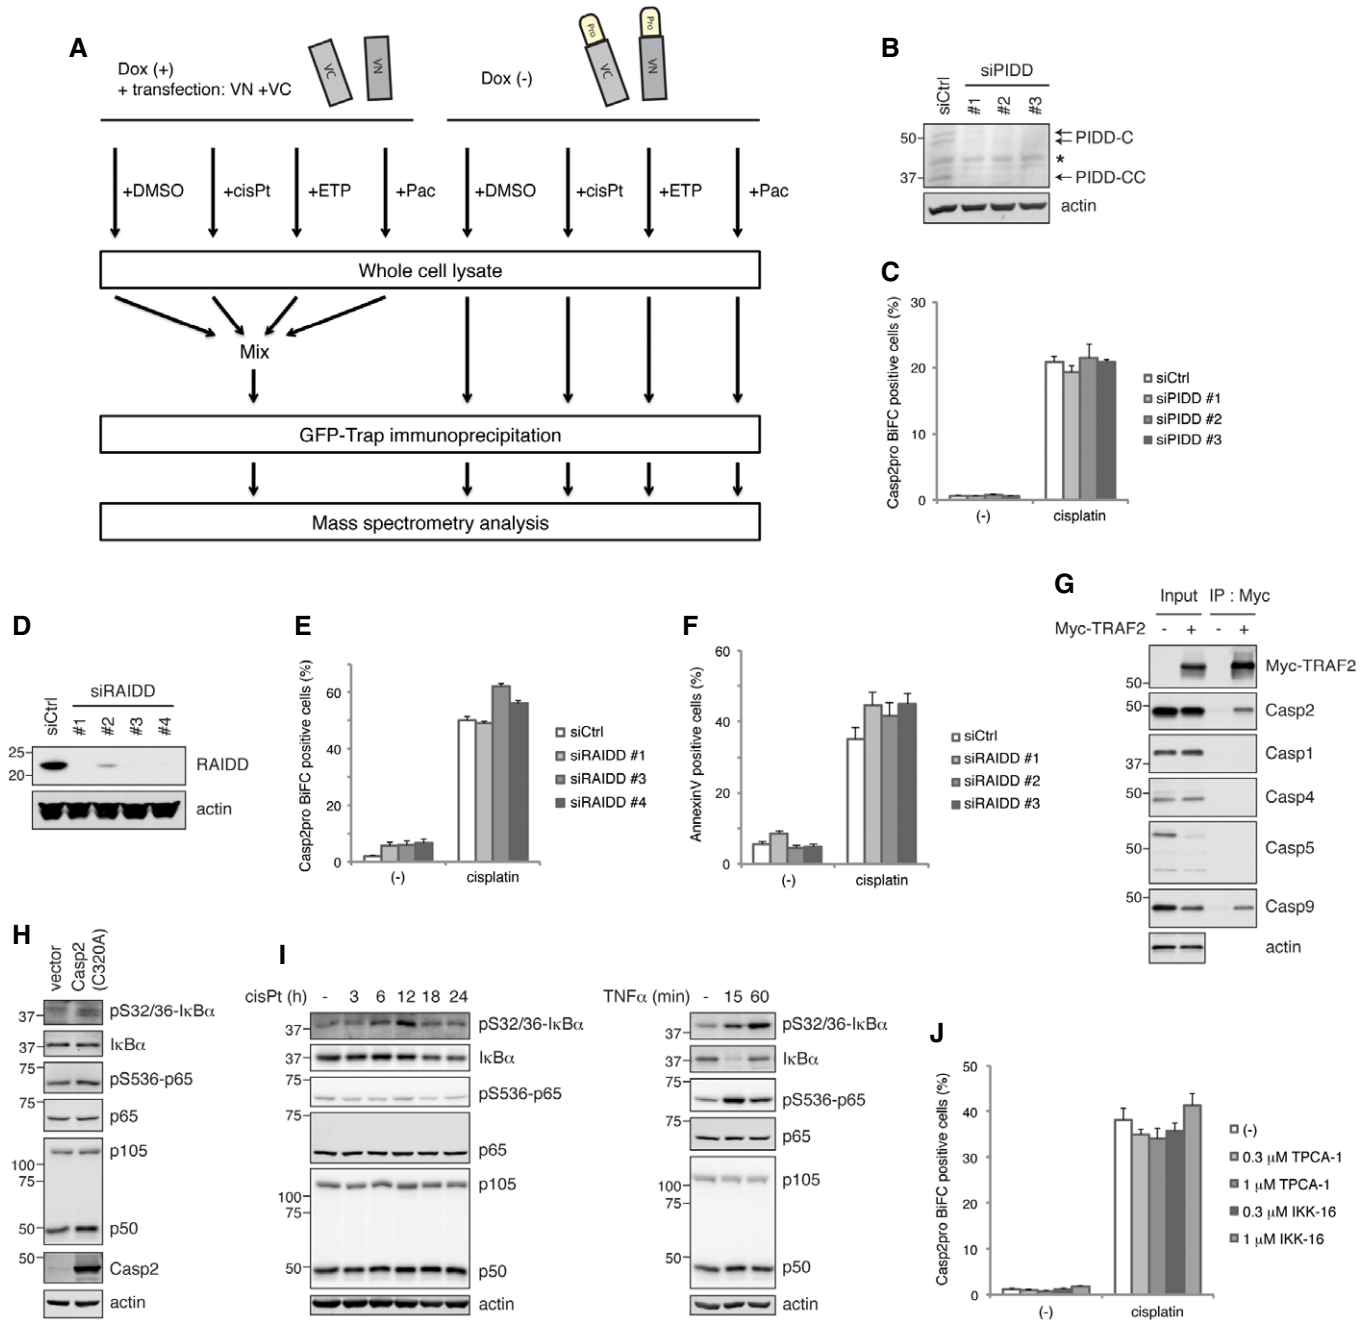 A
Dox (+)
+ transfection: VN +VC
VC
VN
Dox (-)
Pro
VC
Pro
VN
+DMSO
+cisPt
+ETP
+Pac
+DMSO
+cisPt
+ETP
+Pac
Whole cell lysate
Mix
GFP-Trap immunoprecipitation
Mass spectrometry analysis
B
siPIDD
siCtrl
#1
#2
#3
50
37
PIDD-C
*
PIDD-CC
actin
C
Casp2pro BiFC positive cells (%)
30
20
10
0
(-)
cisplatin
siCtrl
siPIDD #1
siPIDD #2
siPIDD #3
D
siRAIDD
siCtrl
#1
#2
#3
#4
25
20
RAIDD
actin
E
Casp2pro BiFC positive cells (%)
60
40
20
0
(-)
cisplatin
siCtrl
siRAIDD #1
siRAIDD #3
siRAIDD #4
F
AnnexinV positive cells (%)
60
40
20
0
(-)
cisplatin
siCtrl
siRAIDD #1
siRAIDD #2
siRAIDD #3
G
Input
IP : Myc
Myc-TRAF2
-
+
-
+
50
Myc-TRAF2
50
Casp2
37
Casp1
50
Casp4
50
Casp5
50
Casp9
actin
H
vector
Casp2
(C320A)
37
pS32/36-IκBα
37
IκBα
75
pS536-p65
75
p65
p105
100
75
50
p50
50
Casp2
actin
I
cisPt (h)
-
3
6
12
18
24
37
pS32/36-IκBα
37
IκBα
75
pS536-p65
75
p65
p105
100
75
50
p50
actin
TNFα (min)
-
15
60
37
pS32/36-IκBα
37
IκBα
75
pS536-p65
75
p65
p105
100
75
50
p50
actin
J
Casp2pro BiFC positive cells (%)
50
40
30
20
10
0
(-)
cisplatin
(-)
0.3 μM TPCA-1
1 μM TPCA-1
0.3 μM IKK-16
1 μM IKK-16